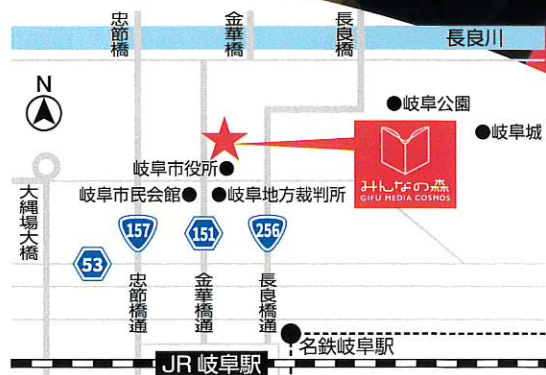 忠節橋
金華橋
長良橋
長良川
N
岐阜公園
岐阜城
みんなの森
GIFU MEDIA COSMOS
岐阜市役所
岐阜市民会館
岐阜地方裁判所
大縄場大橋
157
151
256
53
忠節橋通
金華橋通
長良橋通
名鉄岐阜駅
JR 岐阜駅